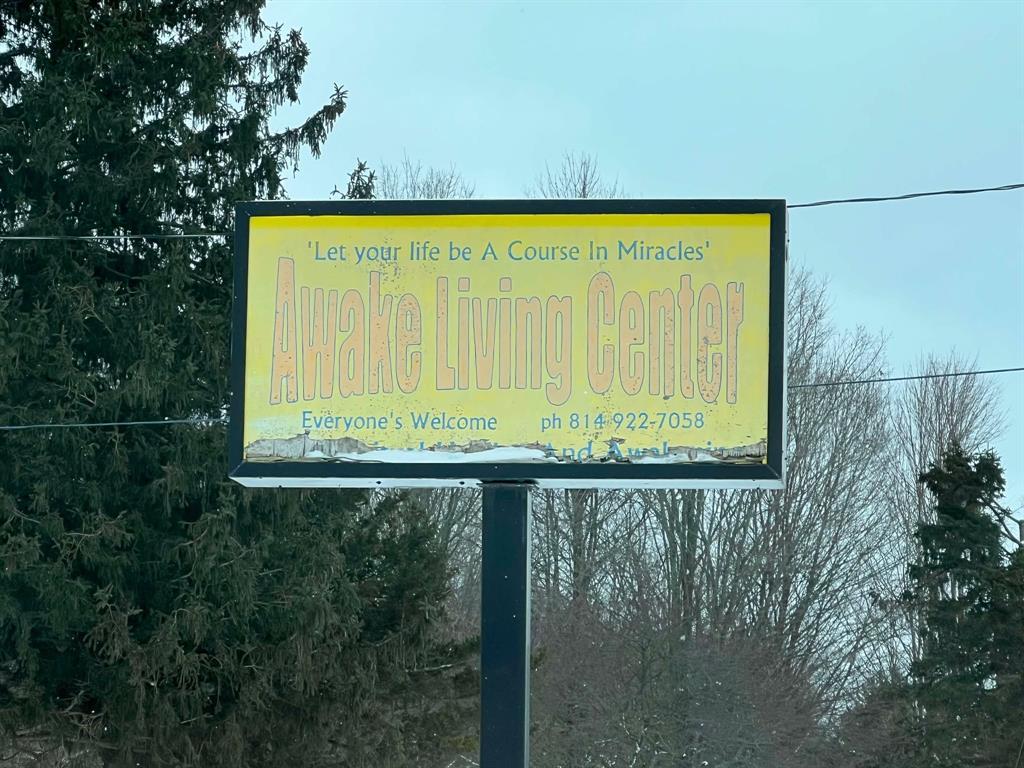 'Let your life be A Course In Miracles'
Awake Living Center
Everyone's Welcome ph 814-922-7058
And